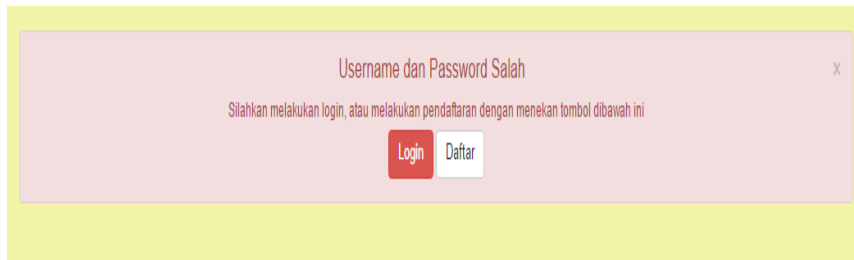 Username dan Password Salah
x
Silahkan melakukan login, atau melakukan pendaftaran dengan menekan tombol dibawah ini
Login Daftar